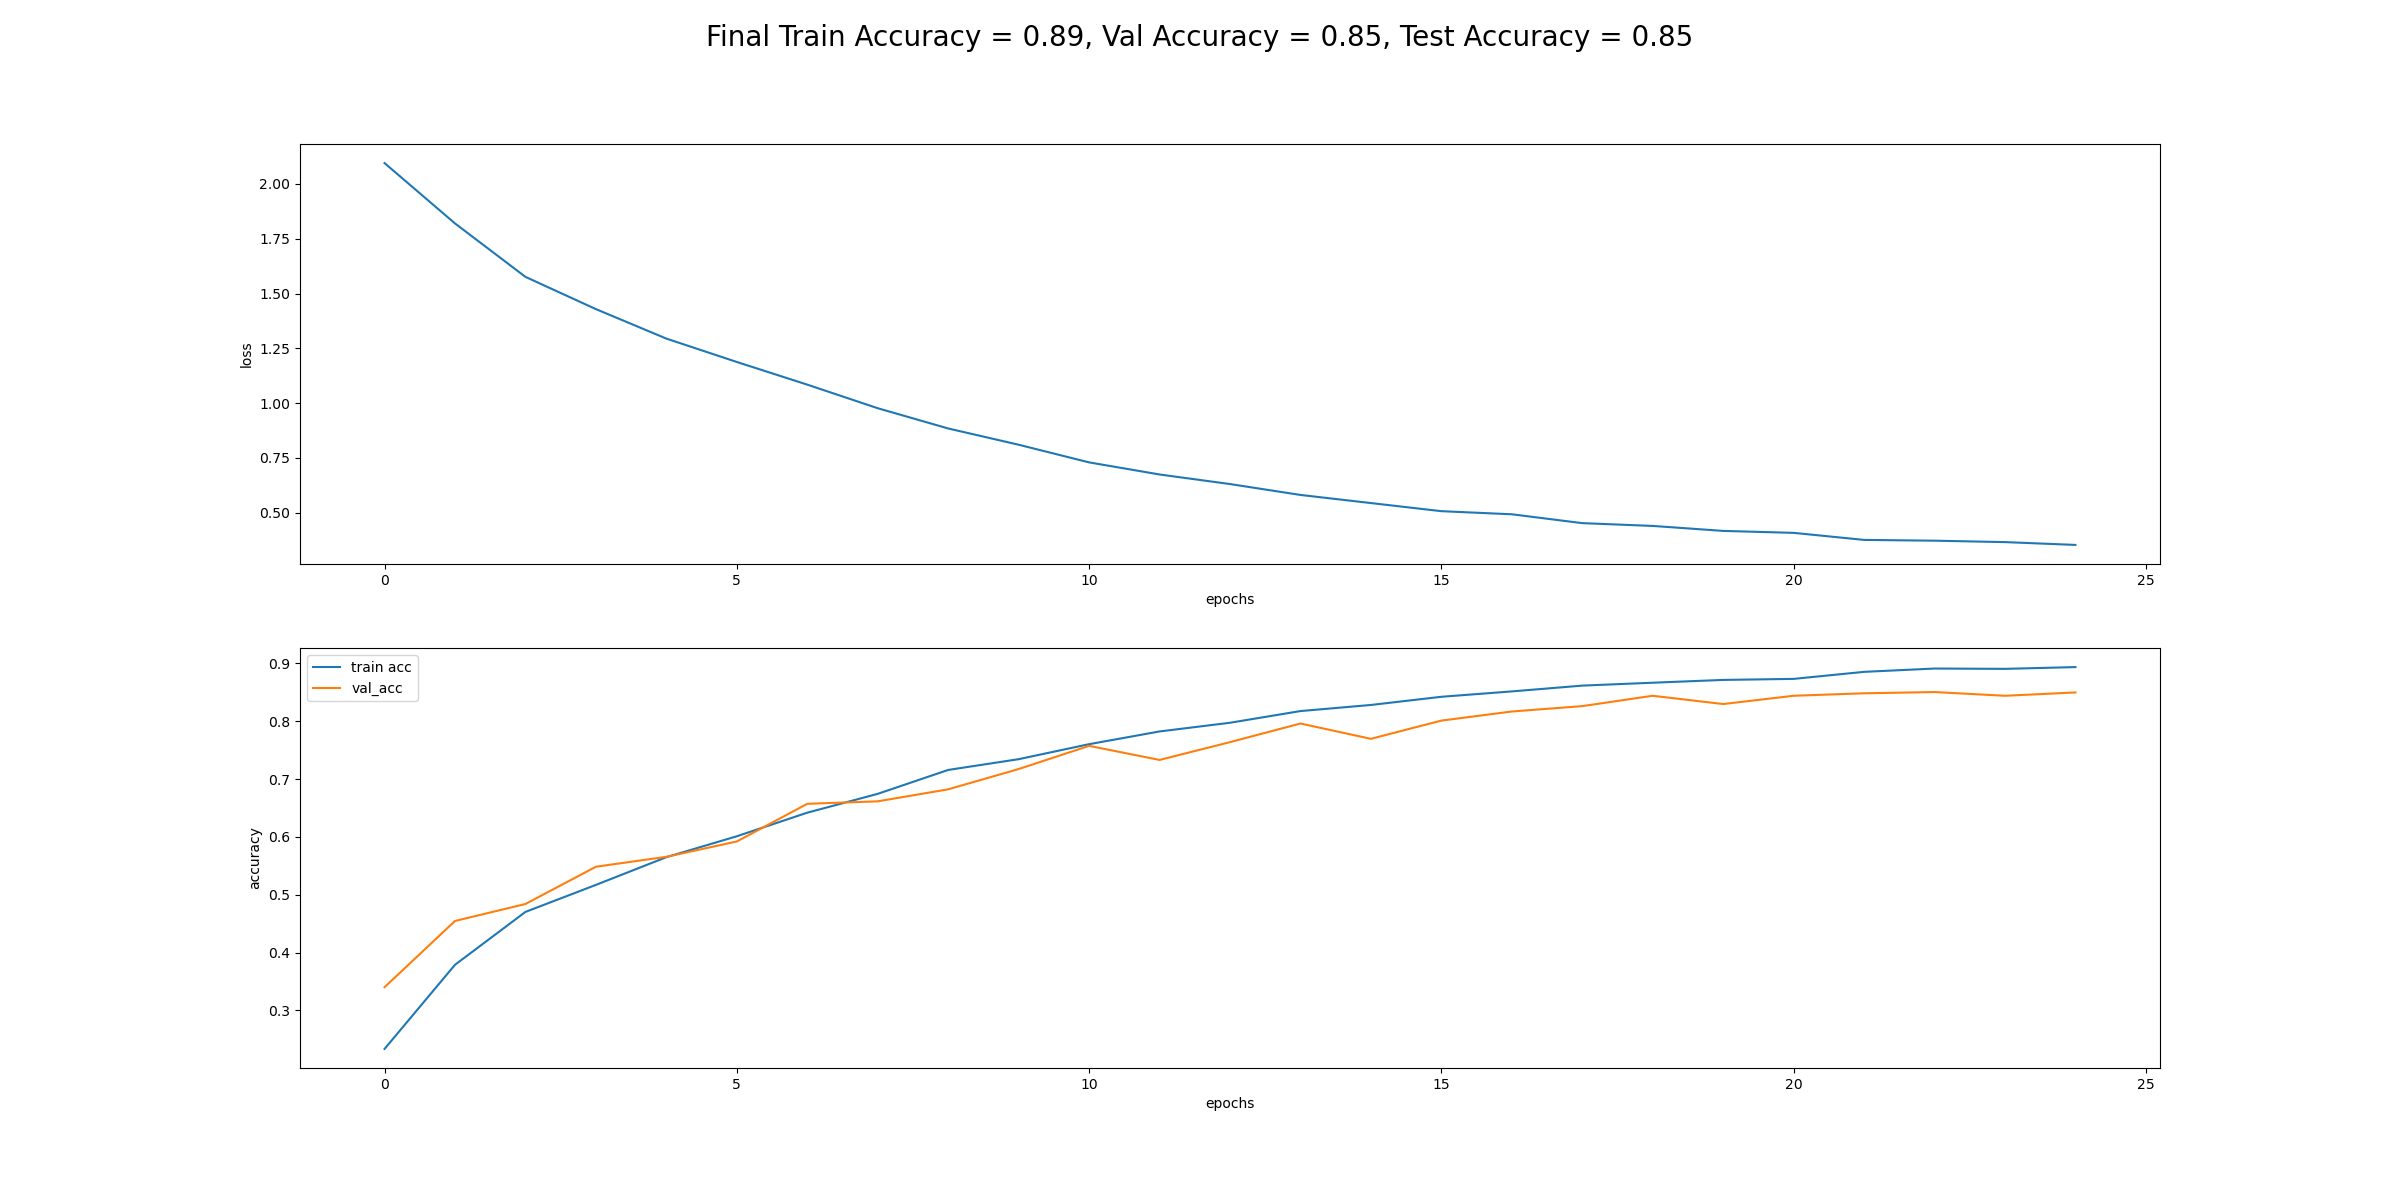 Final Train Accuracy = 0.89, Val Accuracy = 0.85, Test Accuracy = 0.85
2.00
1.75
1.50
1.25
1.00
0.75
0.50
loss
0 5 10 15 20 25
epochs
train acc
val_acc
0.9
0.8
0.7
0.6
0.5
0.4
0.3
accuracy
0 5 10 15 20 25
epochs